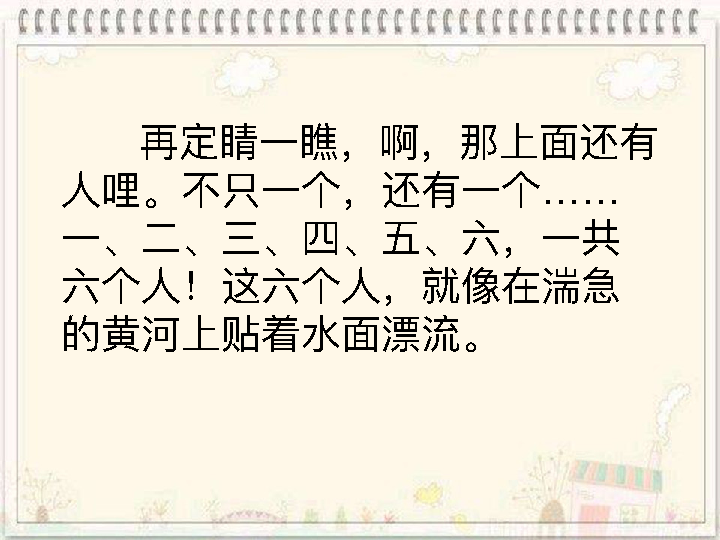 再定睛一瞧，啊，那上面还有
人哩。不只一个，还有一个……
一、二、三、四、五、六，一共
六个人！这六个人，就像在湍急
的黄河上贴着水面漂流。